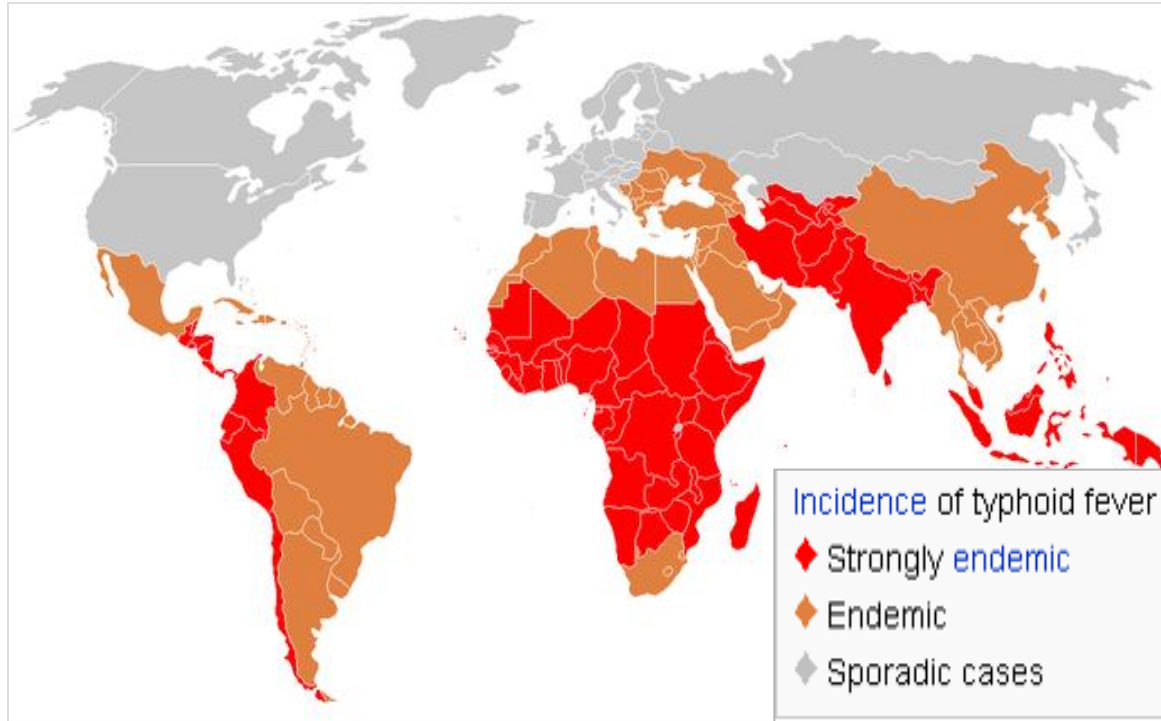 Incidence of typhoid fever
Strongly endemic
Endemic
Sporadic cases